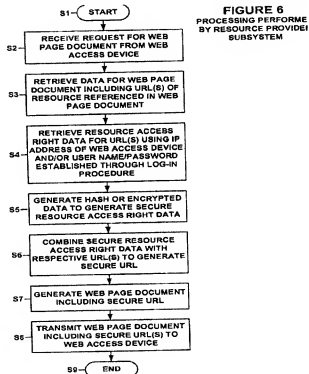 FIGURE 6
PROCESSING PERFORME
BY RESOURCE PROVIDE
SUBSYSTEM
S1 START
S2 RECEIVE REQUEST FOR WEB
PAGE DOCUMENT FROM WEB
ACCESS DEVICE
S3 RETRIEVE DATA FOR WEB PAGE
DOCUMENT INCLUDING URL(S) OF
RESOURCE REFERENCED IN WEB
PAGE DOCUMENT
S4 RETRIEVE RESOURCE ACCESS
RIGHT DATA FOR URL(S) USING IP
ADDRESS OF WEB ACCESS DEVICE
AND/OR USER NAME/PASSWORD
ESTABLISHED THROUGH LOG-IN
PROCEDURE
S5 GENERATE HASH OR ENCRYPTED
DATA TO GENERATE SECURE
RESOURCE ACCESS RIGHT DATA
S6 COMBINE SECURE RESOURCE
ACCESS RIGHT DATA WITH
RESPECTIVE URL(S) TO GENERATE
SECURE URL
S7 GENERATE WEB PAGE DOCUMENT
INCLUDING SECURE URL
S8 TRANSMIT WEB PAGE DOCUMENT
INCLUDING SECURE URL(S) TO
WEB ACCESS DEVICE
S9 END